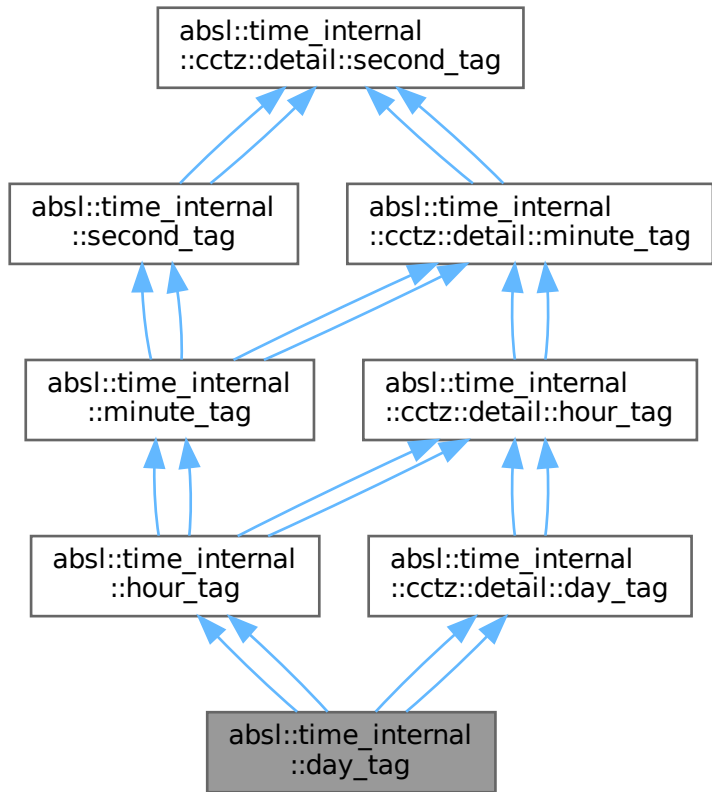 absl::time_internal
::cctz::detail::second_tag
absl::time_internal
::second_tag
absl::time_internal
::cctz::detail::minute_tag
absl::time_internal
::minute_tag
absl::time_internal
::cctz::detail::hour_tag
absl::time_internal
::hour_tag
absl::time_internal
::cctz::detail::day_tag
absl::time_internal
::day_tag